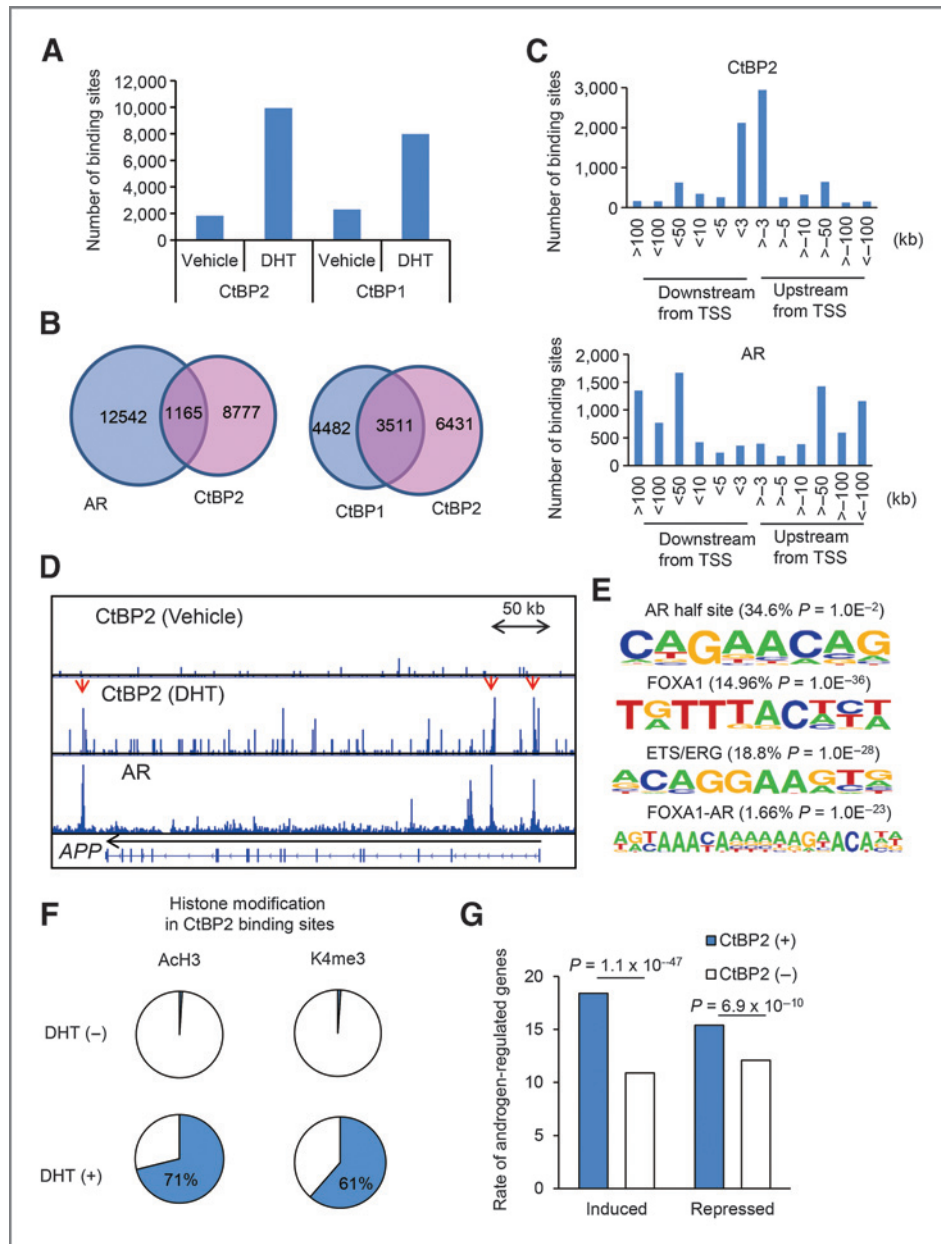 A
12,000
10,000
8,000
6,000
4,000
2,000
0
Number of binding sites
Vehicle
DHT
Vehicle
DHT
CtBP2
CtBP1
B
12542
1165
8777
AR
CtBP2
4482
3511
6431
CtBP1
CtBP2
C
CtBP2
3,000
2,000
1,000
0
Number of binding sites
>100
<100
<50
<10
<5
<3
>−3
>−5
>−10
>−50
>−100
<−100
(kb)
Downstream
from TSS
Upstream
from TSS
AR
2,000
1,500
1,000
500
0
Number of binding sites
>100
<100
<50
<10
<5
<3
>−3
>−5
>−10
>−50
>−100
<−100
(kb)
Downstream
from TSS
Upstream
from TSS
D
CtBP2 (Vehicle)
50 kb
CtBP2 (DHT)
AR
APP
E
AR half site (34.6% P = 1.0E−2)
CAGAACAG
FOXA1 (14.96% P = 1.0E−36)
ETS/ERG (18.8% P = 1.0E−28)
FOXA1-AR (1.66% P = 1.0E−23)
F
Histone modification
in CtBP2 binding sites
AcH3
K4me3
DHT (−)
DHT (+)
71%
61%
G
CtBP2 (+)
CtBP2 (−)
P = 1.1 x 10−47
P = 6.9 x 10−10
20
15
10
5
0
Rate of androgen-regulated genes
Induced
Repressed